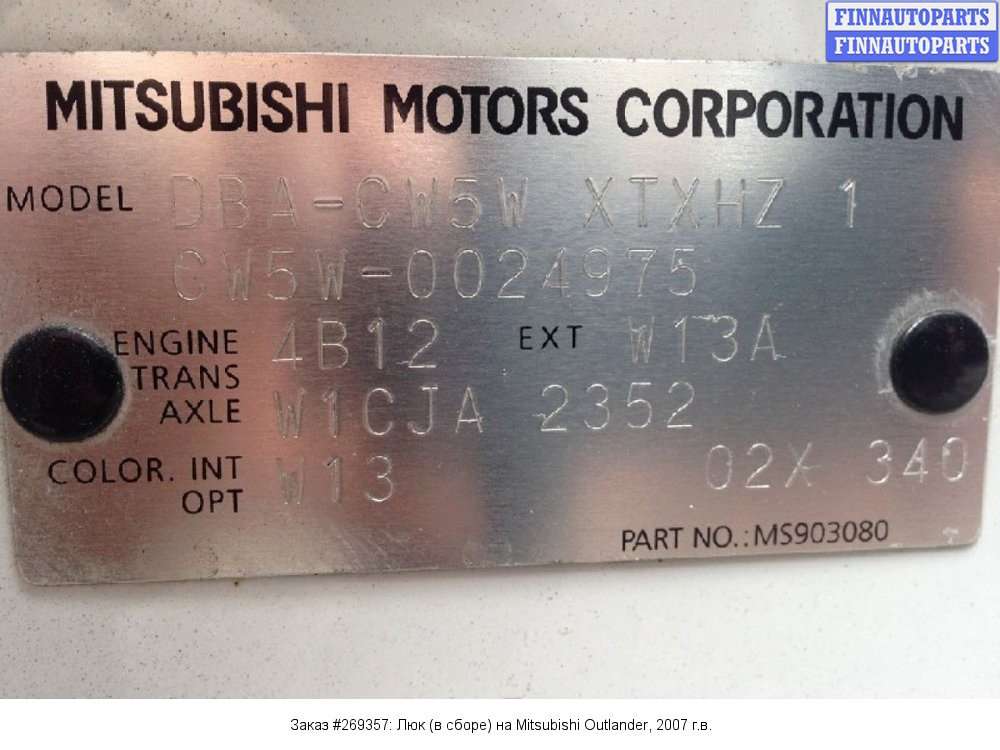 FINNAUTOPARTS
FINNAUTOPARTS
MITSUBISHI MOTORS CORPORATION
MODEL DBA-CW5W XTXHZ 1
CW5W-0024975
ENGINE 4B12 EXT W13A
TRANS
AXLE W1CJA 2352
COLOR. INT W13 02X 340
OPT
PART NO.:MS903080
Заказ #269357: Люк (в сборе) на Mitsubishi Outlander, 2007 г.в.